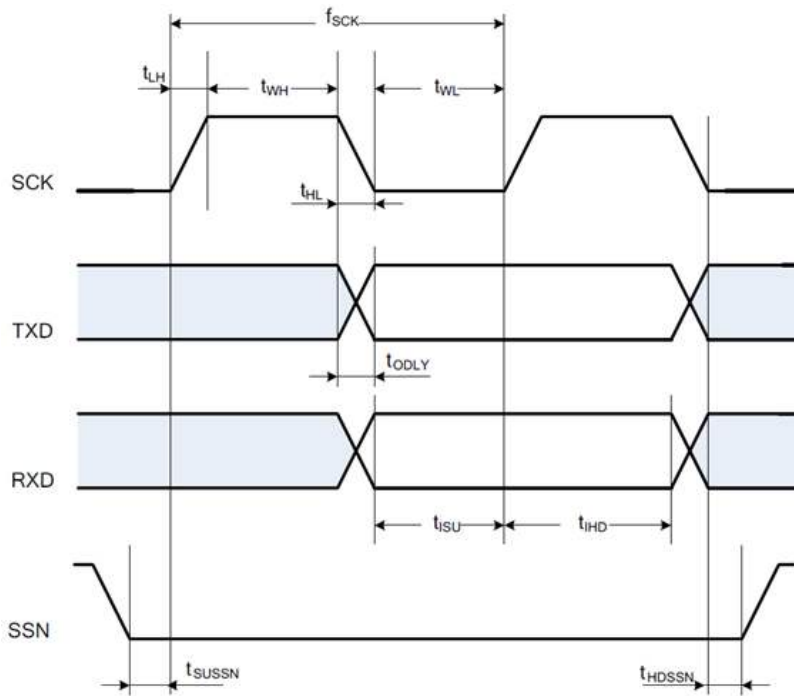 fSCK
tLH
tWH
tWL
SCK
tHL
TXD
tODLY
RXD
tISU
tIHD
SSN
tSUSSN
tHDSSN